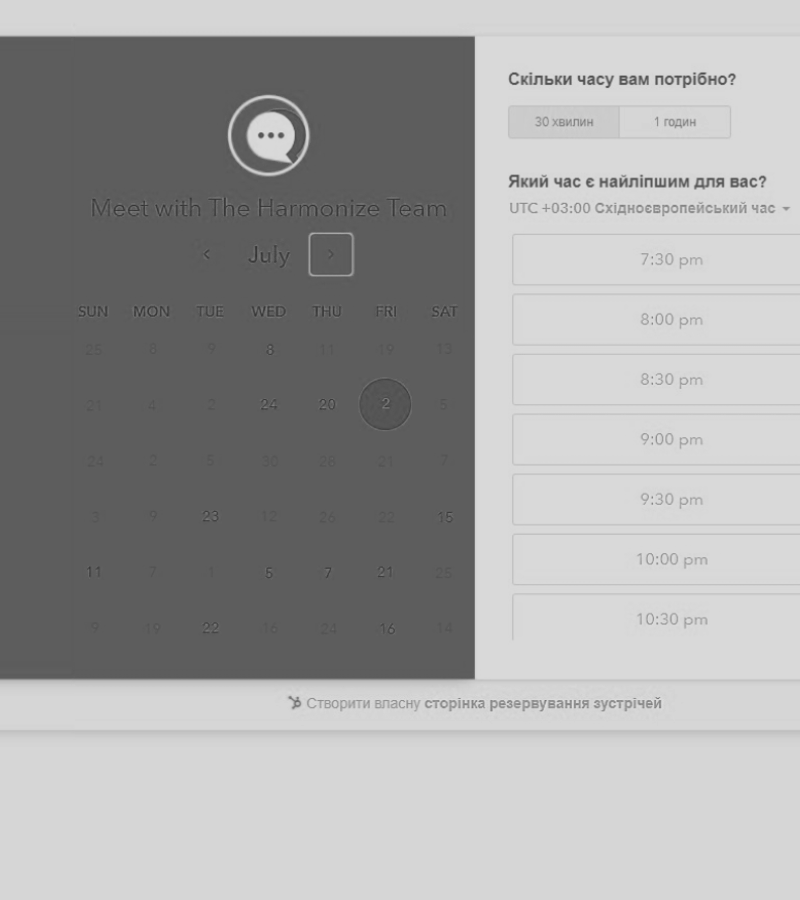 Meet with The Harmonize Team
July
SUN MON TUE WED THU FRI SAT
25 8 9 8 11 19 13
21 4 2 24 20 2 5
24 2 5 30 28 21 7
3 9 23 12 26 22 15
11 7 1 5 7 21 25
9 19 22 16 24 16 14
Скільки часу вам потрібно?
30 хвилин 1 годин
Який час є найліпшим для вас?
UTC +03:00 Східноєвропейський час
7:30 pm
8:00 pm
8:30 pm
9:00 pm
9:30 pm
10:00 pm
10:30 pm
Створити власну сторінка резервування зустрічей